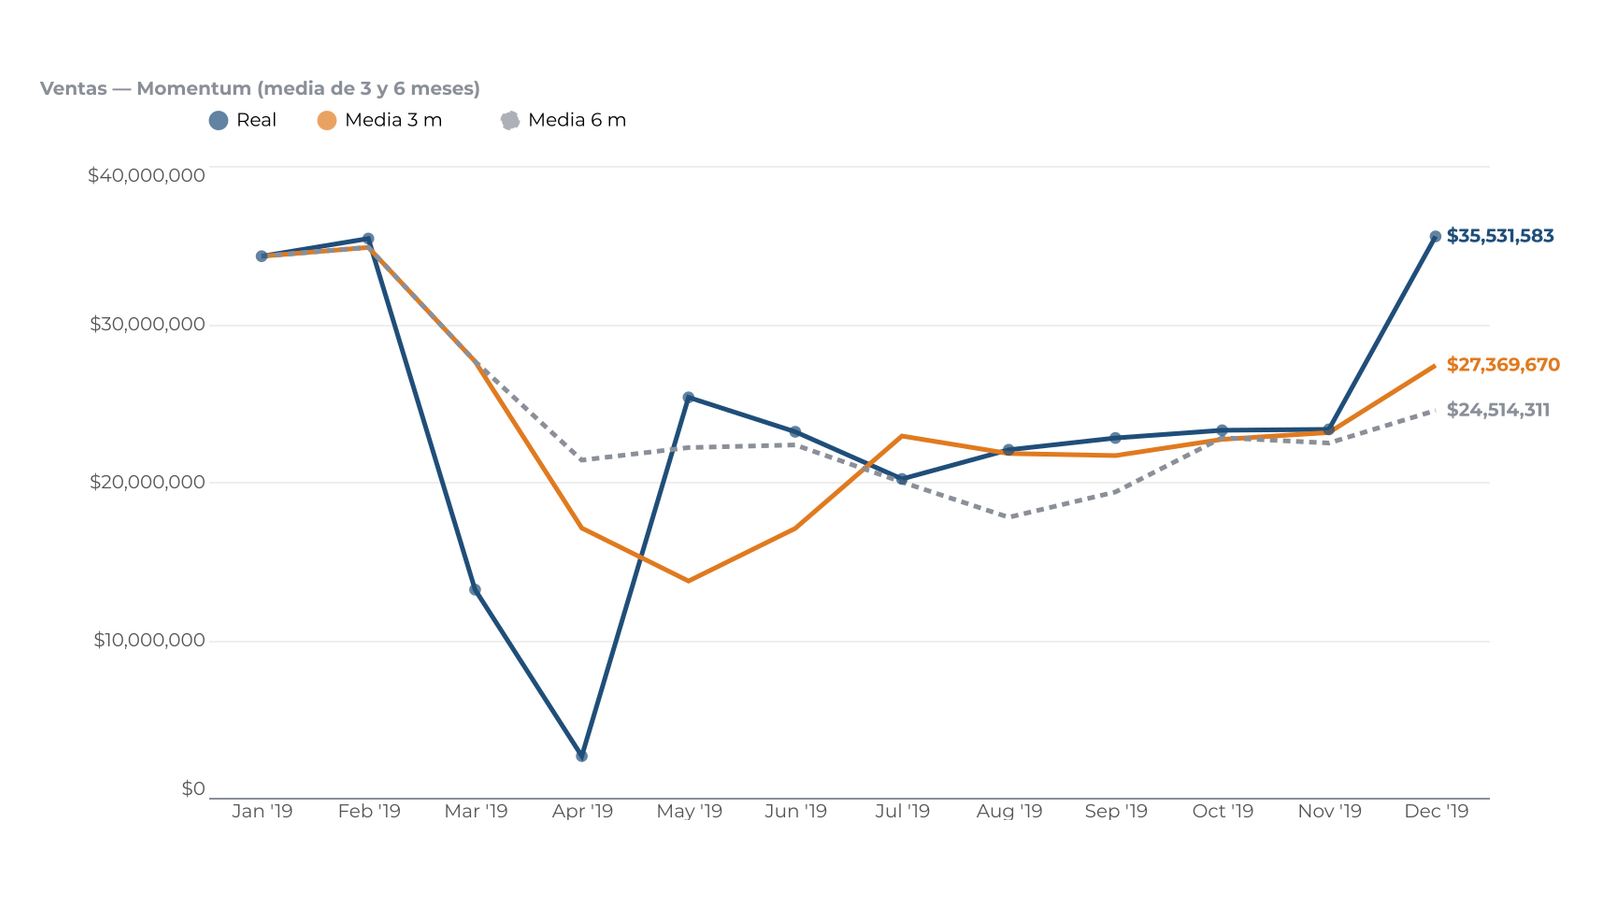 Ventas — Momentum (media de 3 y 6 meses)
Real Media 3 m Media 6 m
$40,000,000
$35,531,583
$30,000,000
$27,369,670
$24,514,311
$20,000,000
$10,000,000
$0
Jan '19 Feb '19 Mar '19 Apr '19 May '19 Jun '19 Jul '19 Aug '19 Sep '19 Oct '19 Nov '19 Dec '19